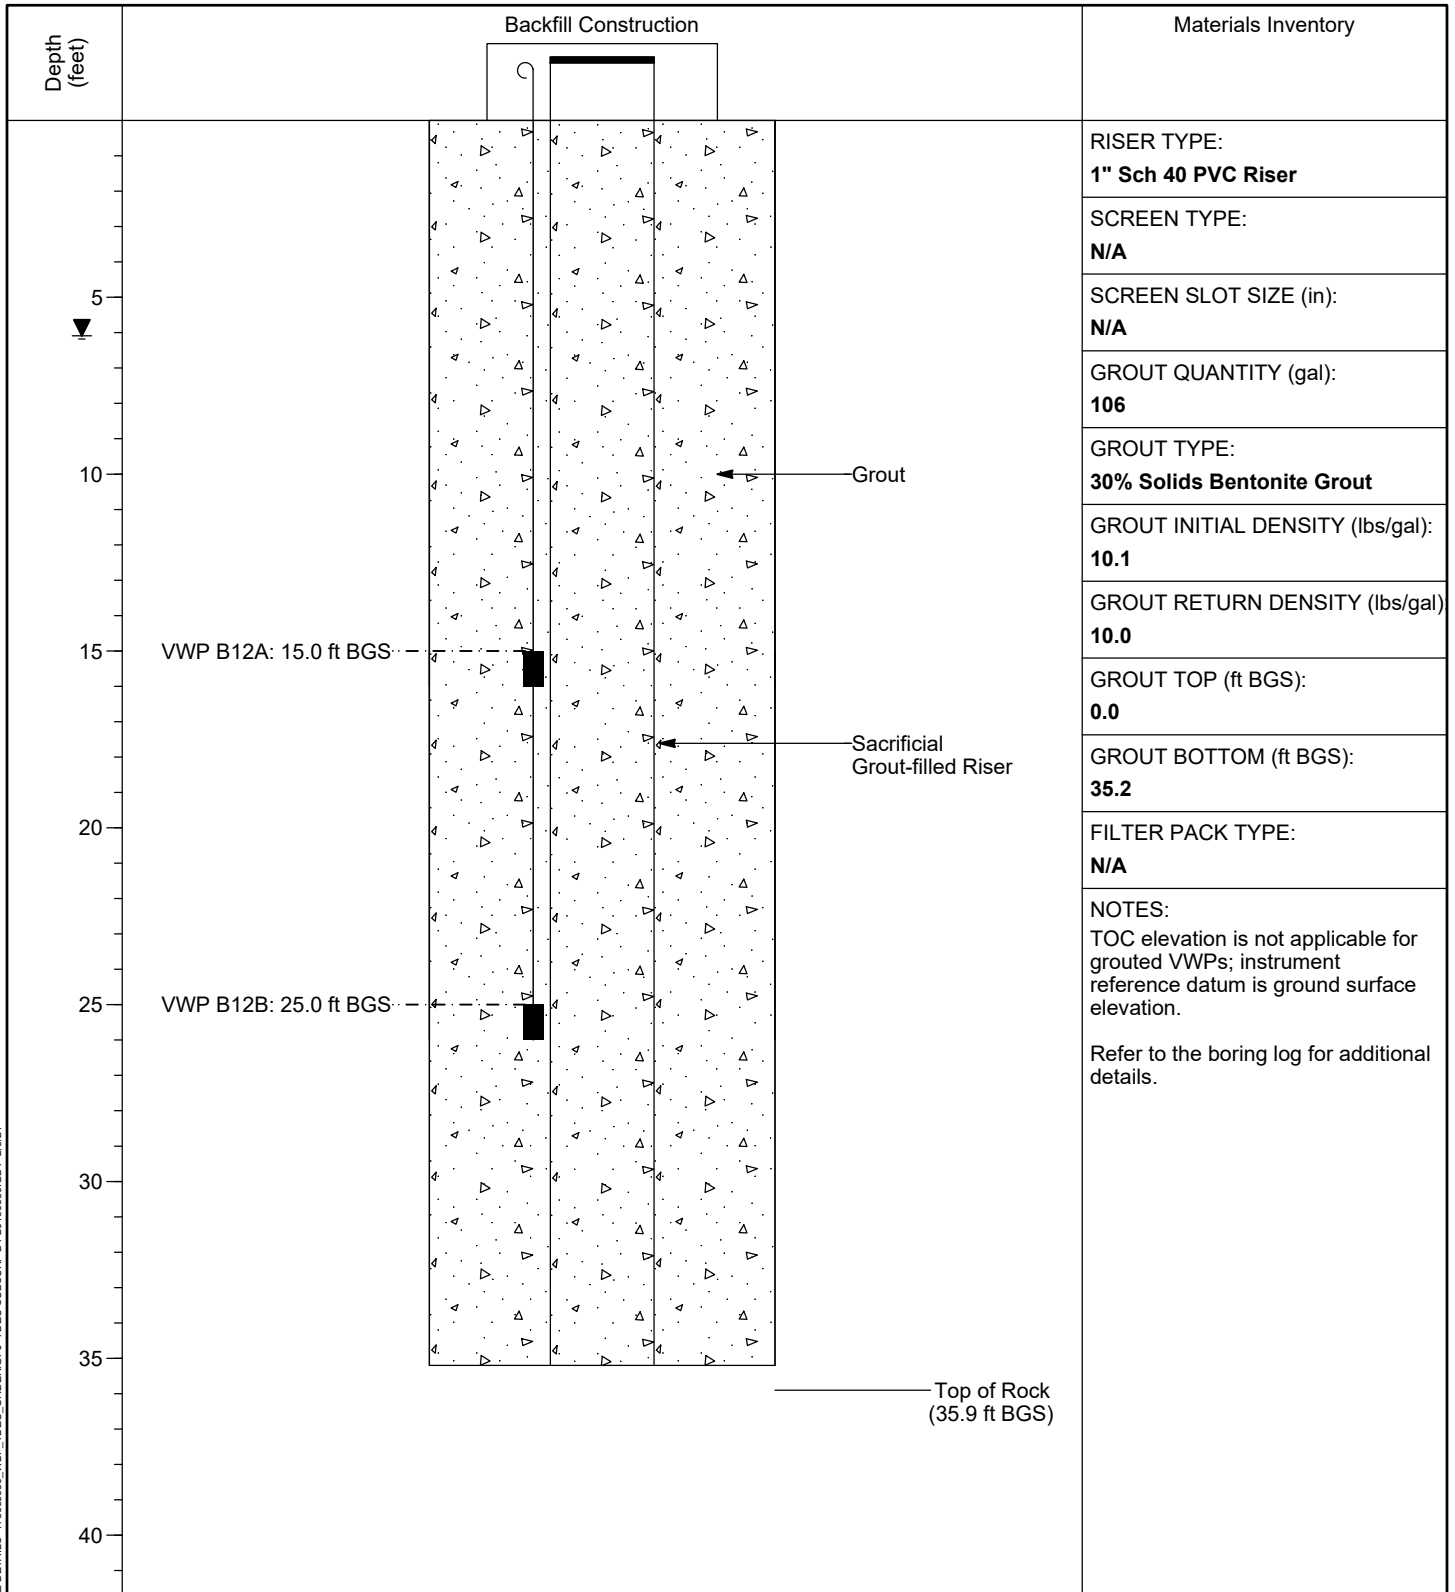 Depth
(feet)
Backfill Construction
Materials Inventory
5
10
15
20
25
30
35
40
VWP B12A: 15.0 ft BGS
VWP B12B: 25.0 ft BGS
Grout
Sacrificial
Grout-filled Riser
Top of Rock
(35.9 ft BGS)
RISER TYPE:
1" Sch 40 PVC Riser
SCREEN TYPE:
N/A
SCREEN SLOT SIZE (in):
N/A
GROUT QUANTITY (gal):
106
GROUT TYPE:
30% Solids Bentonite Grout
GROUT INITIAL DENSITY (lbs/gal):
10.1
GROUT RETURN DENSITY (lbs/gal):
10.0
GROUT TOP (ft BGS):
0.0
GROUT BOTTOM (ft BGS):
35.2
FILTER PACK TYPE:
N/A
NOTES:
TOC elevation is not applicable for
grouted VWPs; instrument
reference datum is ground surface
elevation.
Refer to the boring log for additional
details.